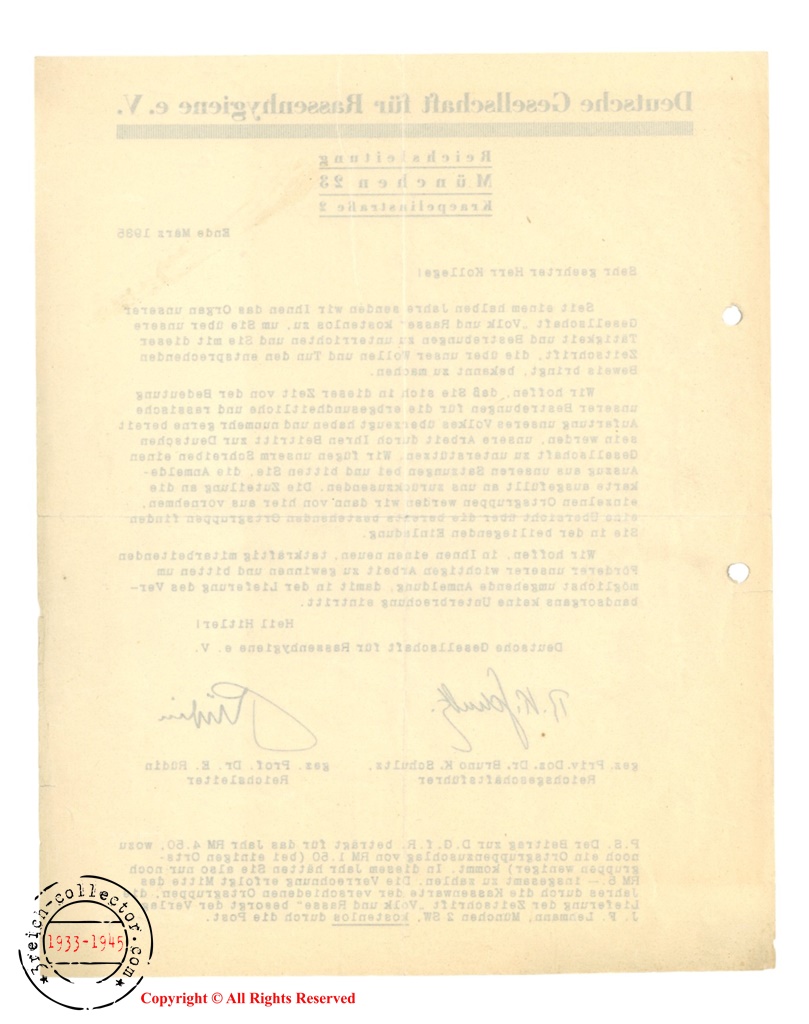 Deutsche Gesellschaft für Rassenhygiene e.V.
Reichsleitung
München 23
Kraepelinstraße 2
Ende März 1936
Sehr geehrter Herr Kollege!
Seit einem halben Jahre senden wir Ihnen das Organ unserer
Gesellschaft „Volk und Rasse" kostenlos zu, um Sie über unsere
Tätigkeit und Bestrebungen zu unterrichten und Sie mit dieser
Zeitschrift, die über unser Wollen und Tun den entsprechenden
Beweis bringt, bekannt zu machen.
Wir hoffen, daß Sie sich in dieser Zeit von der Bedeutung
unserer Bestrebungen für die erbgesundheitliche und rassische
Aufartung unseres Volkes überzeugt haben und nunmehr gerne bereit
sein werden, unsere Arbeit durch Ihren Beitritt zur Deutschen
Gesellschaft zu unterstützen. Wir fügen unserm Schreiben einen
Auszug aus unseren Satzungen bei und bitten Sie, die Anmelde-
karte ausgefüllt an uns zurückzusenden. Die Zuteilung an die
einzelnen Ortsgruppen werden wir dann von hier aus vornehmen,
eine Übersicht über die bereits bestehenden Ortsgruppen finden
Sie in der beiliegenden Einladung.
Wir hoffen, in Ihnen einen neuen, tatkräftig mitarbeitenden
Förderer unserer wichtigen Arbeit zu gewinnen und bitten um
möglichst umgehende Anmeldung, damit in der Lieferung des Ver-
bandsorgans keine Unterbrechung eintritt.
Heil Hitler!
Deutsche Gesellschaft für Rassenhygiene e. V.
Rüdin
gez. Priv. Doz. Dr. Bruno K. Schultz, gez. Prof. Dr. E. Rüdin
Reichsgeschäftsführer Reichsleiter
P.S. Der Beitrag zur D.G.f.R. beträgt für das Jahr RM 4.50, wozu
noch ein Ortsgruppenzuschlag von RM 1.50 (bei einigen Orts-
gruppen weniger) kommt. In diesem Jahr hätten Sie also nur noch
RM 6.— insgesamt zu zahlen. Die Verrechnung erfolgt Mitte des
Jahres durch die Kassenwarte der verschiedenen Ortsgruppen, di
Lieferung der Zeitschrift „Volk und Rasse" besorgt der Verlag
J. F. Lehmann, München 2 SW, kostenlos durch die Post.
3reich-collector.com
1933-1945
Copyright © All Rights Reserved